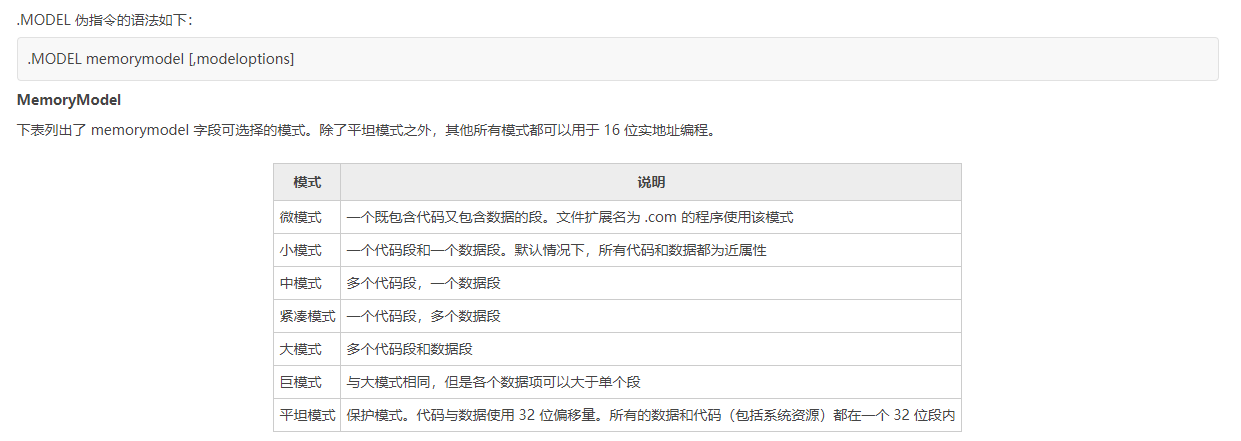 .MODEL 伪指令的语法如下：
.MODEL memorymodel [,modeloptions]
MemoryModel
下表列出了 memorymodel 字段可选择的模式。除了平坦模式之外，其他所有模式都可以用于 16 位实地址编程。
模式 说明
微模式 一个既包含代码又包含数据的段。文件扩展名为 .com 的程序使用该模式
小模式 一个代码段和一个数据段。默认情况下，所有代码和数据都为近属性
中模式 多个代码段，一个数据段
紧凑模式 一个代码段，多个数据段
大模式 多个代码段和数据段
巨模式 与大模式相同，但是各个数据项可以大于单个段
平坦模式 保护模式。代码与数据使用 32 位偏移量。所有的数据和代码（包括系统资源）都在一个 32 位段内